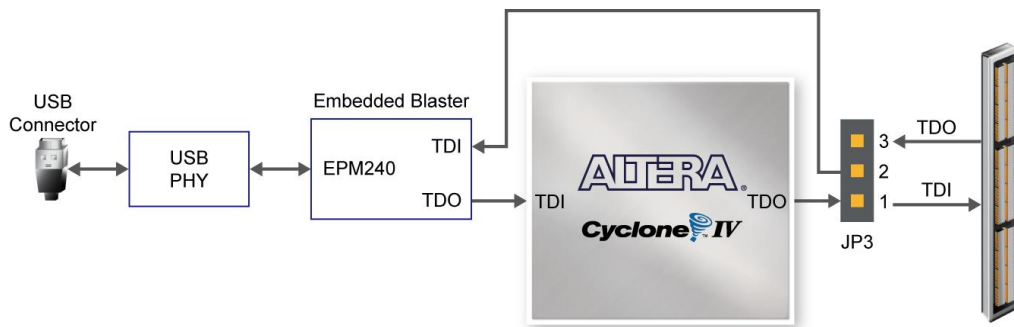 USB
Connector
USB
PHY
Embedded Blaster
TDI
EPM240
TDO
TDI
ALTERA®
Cyclone™ IV
TDO
3
2
1
JP3
TDO
TDI